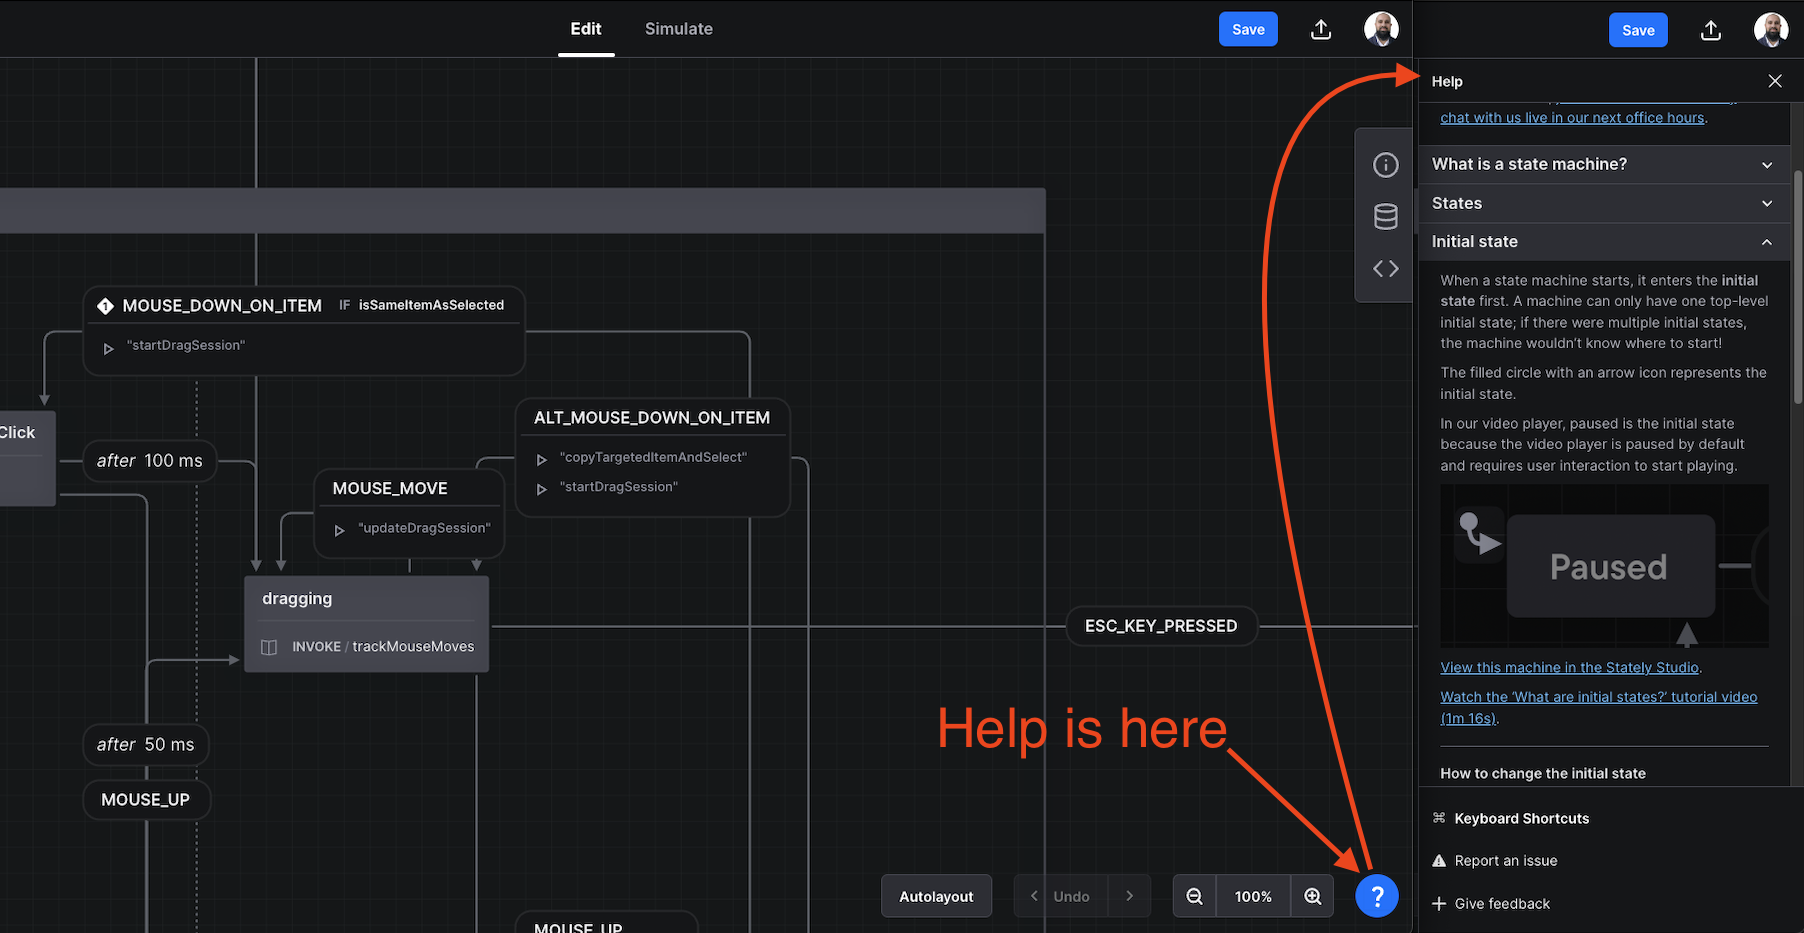 Edit
Simulate
Save
Save
Help
chat with us live in our next office hours.
What is a state machine?
States
Initial state
When a state machine starts, it enters the initial
state first. A machine can only have one top-level
initial state; if there were multiple initial states,
the machine wouldn't know where to start!
The filled circle with an arrow icon represents the
initial state.
In our video player, paused is the initial state
because the video player is paused by default
and requires user interaction to start playing.
Paused
View this machine in the Stately Studio.
Watch the 'What are initial states?' tutorial video
(1m 16s).
How to change the initial state
Keyboard Shortcuts
Report an issue
Give feedback
1 MOUSE_DOWN_ON_ITEM IF isSameItemAsSelected
"startDragSession"
Click
after 100 ms
ALT_MOUSE_DOWN_ON_ITEM
"copyTargetedItemAndSelect"
"startDragSession"
MOUSE_MOVE
"updateDragSession"
dragging
INVOKE / trackMouseMoves
ESC_KEY_PRESSED
Help is here
after 50 ms
MOUSE_UP
MOUSE_UP
Autolayout
Undo
100%
?